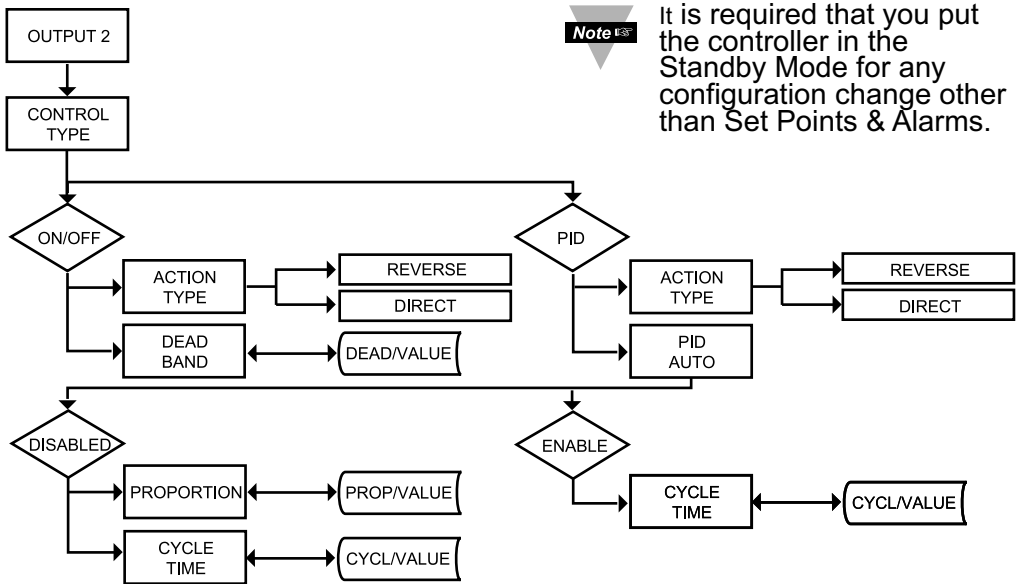 OUTPUT 2
Note
It is required that you put
the controller in the
Standby Mode for any
configuration change other
than Set Points & Alarms.
CONTROL
TYPE
ON/OFF
PID
ACTION
TYPE
REVERSE
DIRECT
DEAD
BAND
DEAD/VALUE
ACTION
TYPE
REVERSE
DIRECT
PID
AUTO
DISABLED
ENABLE
PROPORTION
PROP/VALUE
CYCLE
TIME
CYCL/VALUE
CYCLE
TIME
CYCL/VALUE